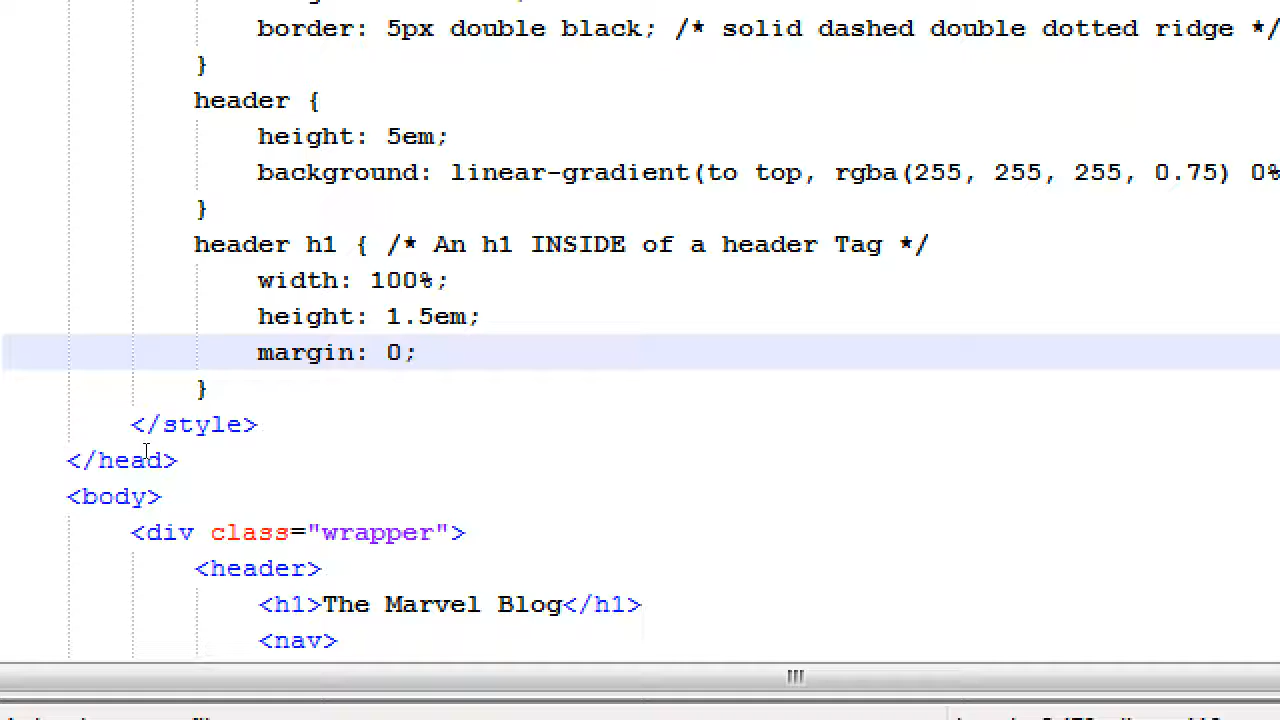 border: 5px double black; /* solid dashed double dotted ridge */
}
header {
height: 5em;
background: linear-gradient(to top, rgba(255, 255, 255, 0.75) 0%
}
header h1 { /* An h1 INSIDE of a header Tag */
width: 100%;
height: 1.5em;
margin: 0;
}
</style>
</head>
<body>
<div class="wrapper">
<header>
<h1>The Marvel Blog</h1>
<nav>